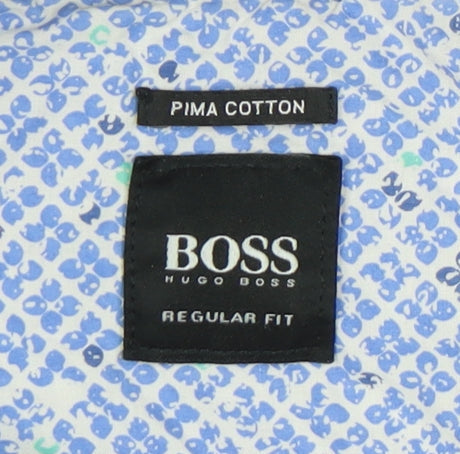 PIMA COTTON
BOSS
HUGO BOSS
REGULAR FIT